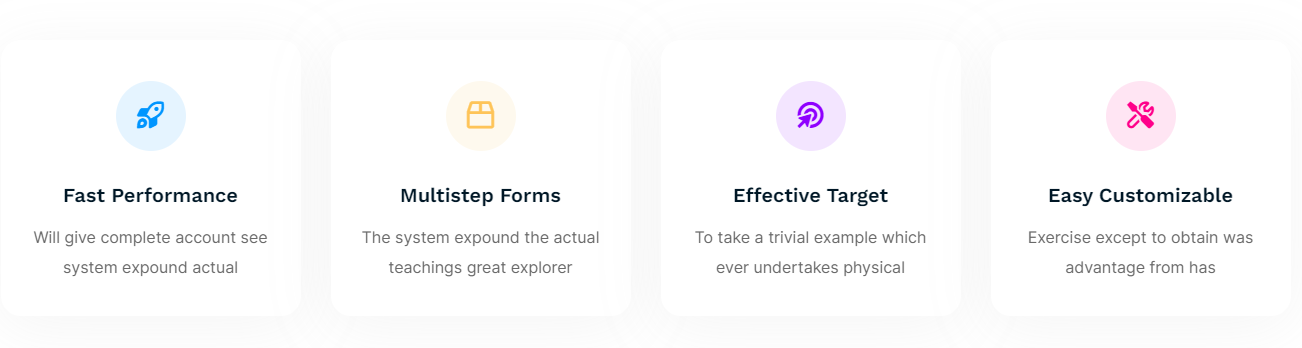 Fast Performance
Will give complete account see
system expound actual
Multistep Forms
The system expound the actual
teachings great explorer
Effective Target
To take a trivial example which
ever undertakes physical
Easy Customizable
Exercise except to obtain was
advantage from has